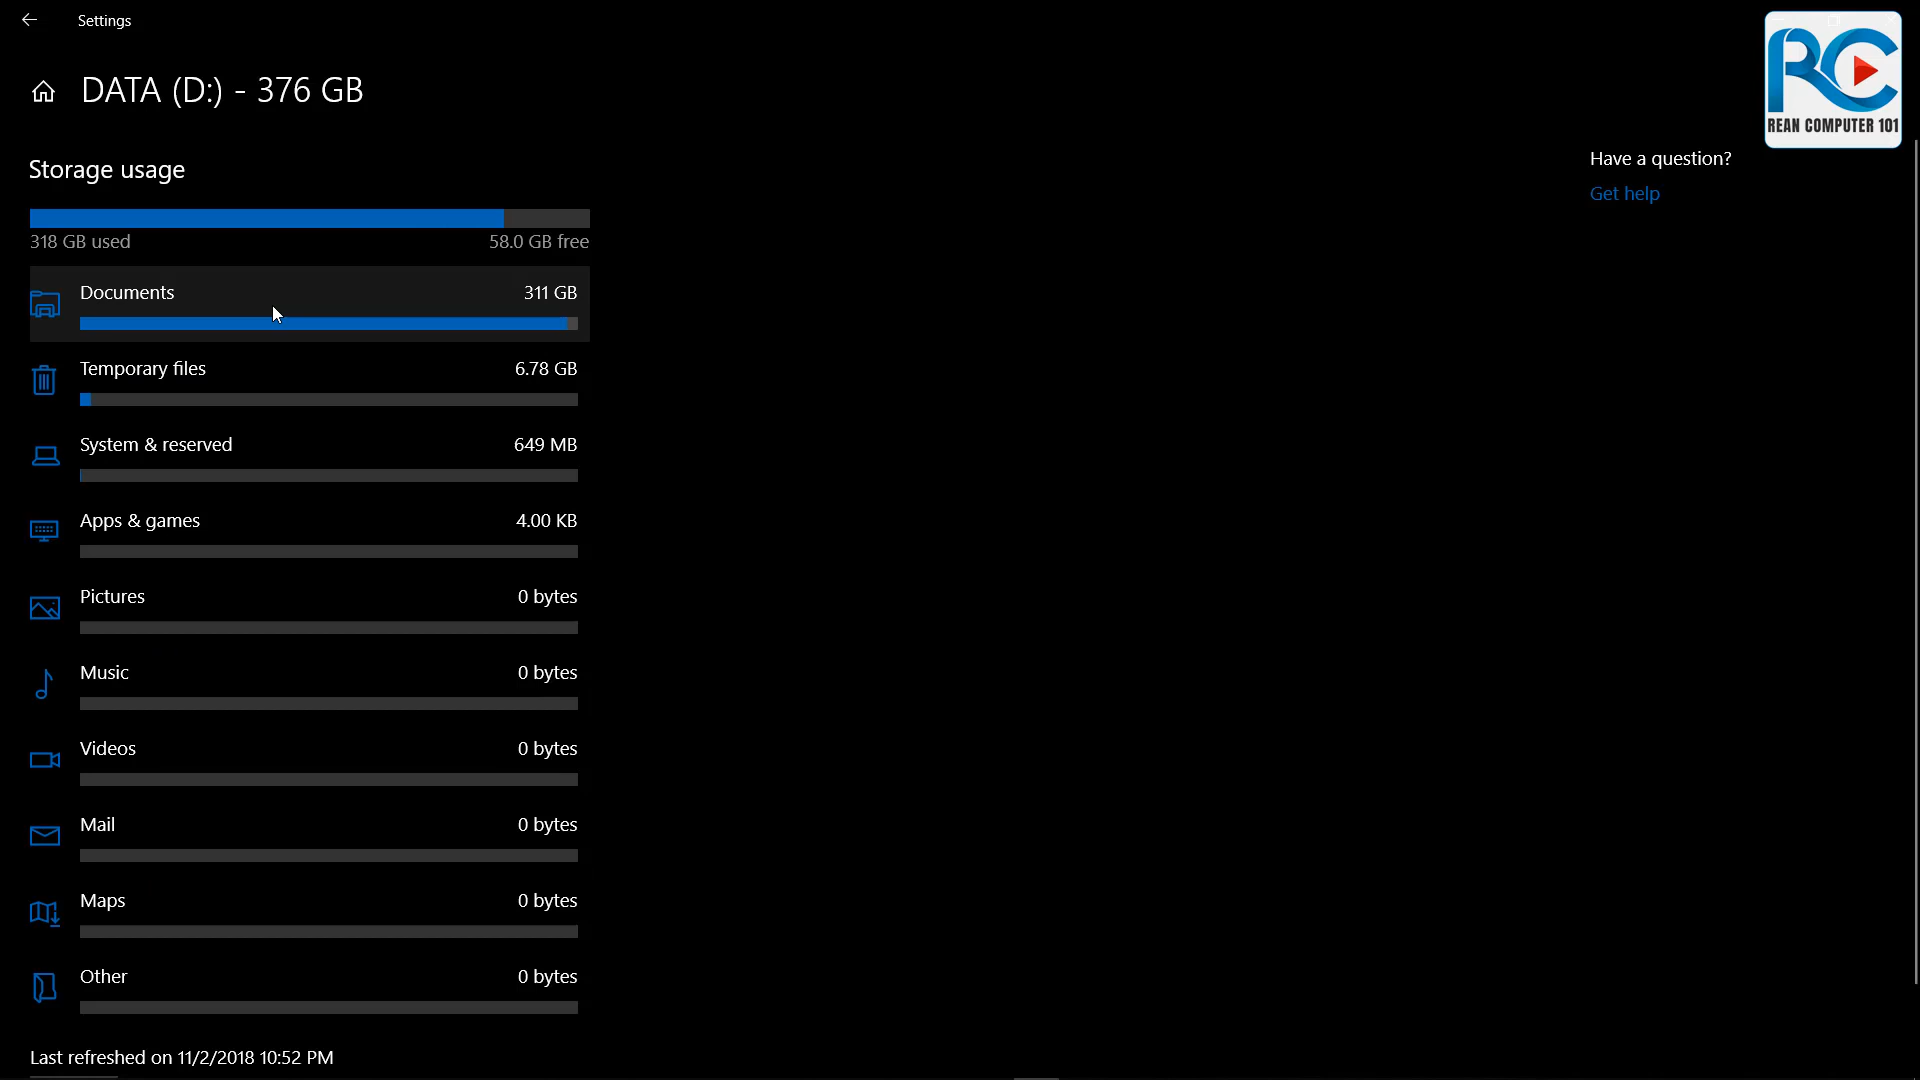 Settings
DATA (D:) - 376 GB
REAN COMPUTER 101
Have a question?
Get help
Storage usage
318 GB used 58.0 GB free
Documents 311 GB
Temporary files 6.78 GB
System & reserved 649 MB
Apps & games 4.00 KB
Pictures 0 bytes
Music 0 bytes
Videos 0 bytes
Mail 0 bytes
Maps 0 bytes
Other 0 bytes
Last refreshed on 11/2/2018 10:52 PM